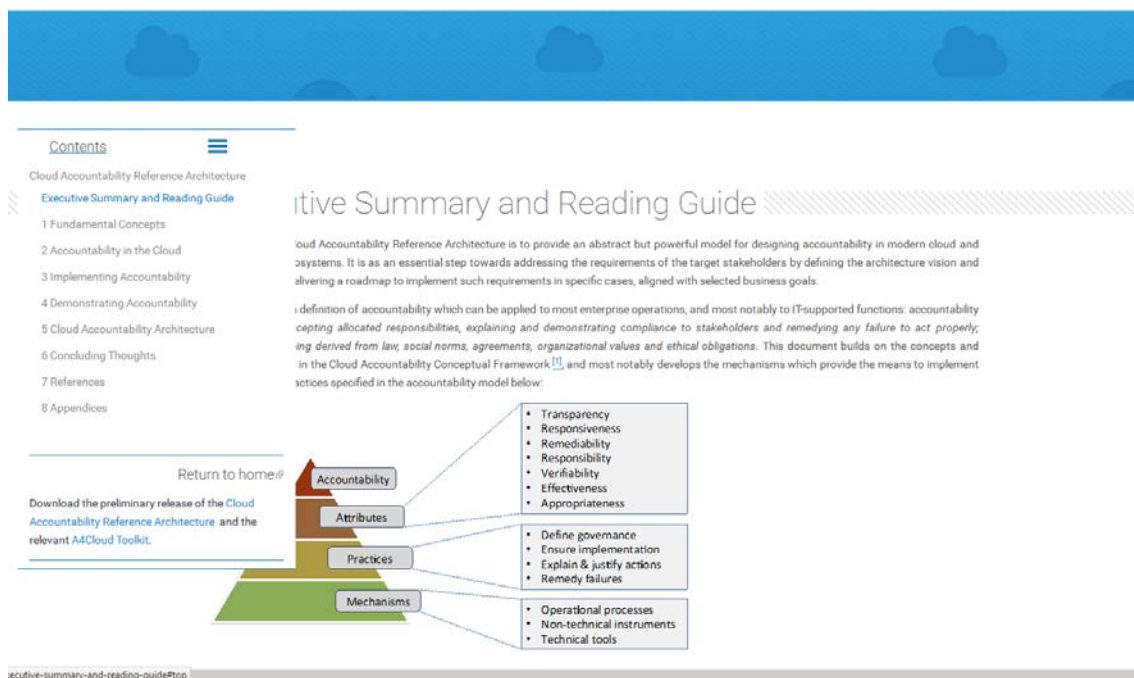 Contents
Cloud Accountability Reference Architecture
Executive Summary and Reading Guide
1 Fundamental Concepts
2 Accountability in the Cloud
3 Implementing Accountability
4 Demonstrating Accountability
5 Cloud Accountability Architecture
6 Concluding Thoughts
7 References
8 Appendices
Return to home
Download the preliminary release of the Cloud
Accountability Reference Architecture and the
relevant A4Cloud Toolkit.
itive Summary and Reading Guide
loud Accountability Reference Architecture is to provide an abstract but powerful model for designing accountability in modern cloud and
osystems. It is as an essential step towards addressing the requirements of the target stakeholders by defining the architecture vision and
elivering a roadmap to implement such requirements in specific cases, aligned with selected business goals.
definition of accountability which can be applied to most enterprise operations, and most notably to IT-supported functions: accountability
cepting allocated responsibilities, explaining and demonstrating compliance to stakeholders and remedying any failure to act properly;
ing derived from law, social norms, agreements, organizational values and ethical obligations. This document builds on the concepts and
in the Cloud Accountability Conceptual Framework [1], and most notably develops the mechanisms which provide the means to implement
actices specified in the accountability model below:
Accountability
Attributes
Practices
Mechanisms
• Transparency
• Responsiveness
• Remediability
• Responsibility
• Verifiability
• Effectiveness
• Appropriateness
• Define governance
• Ensure implementation
• Explain & justify actions
• Remedy failures
• Operational processes
• Non-technical instruments
• Technical tools
ecutive-summary-and-reading-guide#top